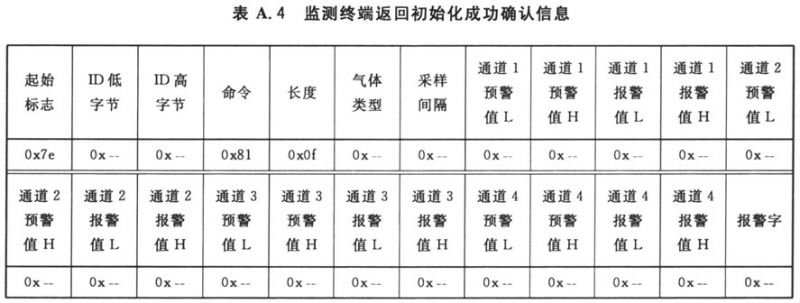 表 A.4 监测终端返回初始化成功确认信息
起始标志 ID低字节 ID高字节 命令 长度 气体类型 采样间隔 通道1预警值L 通道1预警值H 通道1报警值L 通道1报警值H 通道2预警值L
0x7e 0x-- 0x-- 0x81 0x0f 0x-- 0x-- 0x-- 0x-- 0x-- 0x-- 0x--
通道2预警值H 通道2报警值L 通道2报警值H 通道3预警值L 通道3预警值H 通道3报警值L 通道3报警值H 通道4预警值L 通道4预警值H 通道4报警值L 通道4报警值H 报警字
0x-- 0x-- 0x-- 0x-- 0x-- 0x-- 0x-- 0x-- 0x-- 0x-- 0x-- 0x--